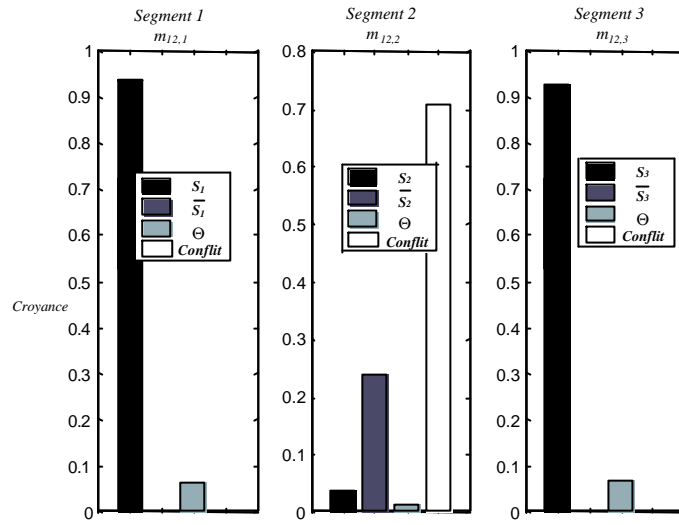 Segment 1
m12,1
1
0.9
0.8
0.7
0.6
0.5
0.4
0.3
0.2
0.1
0
Croyance
S1
S̅1
Θ
Conflit
Segment 2
m12,2
0.8
0.7
0.6
0.5
0.4
0.3
0.2
0.1
0
S2
S̅2
Θ
Conflit
Segment 3
m12,3
1
0.9
0.8
0.7
0.6
0.5
0.4
0.3
0.2
0.1
0
S3
S̅3
Θ
Conflit